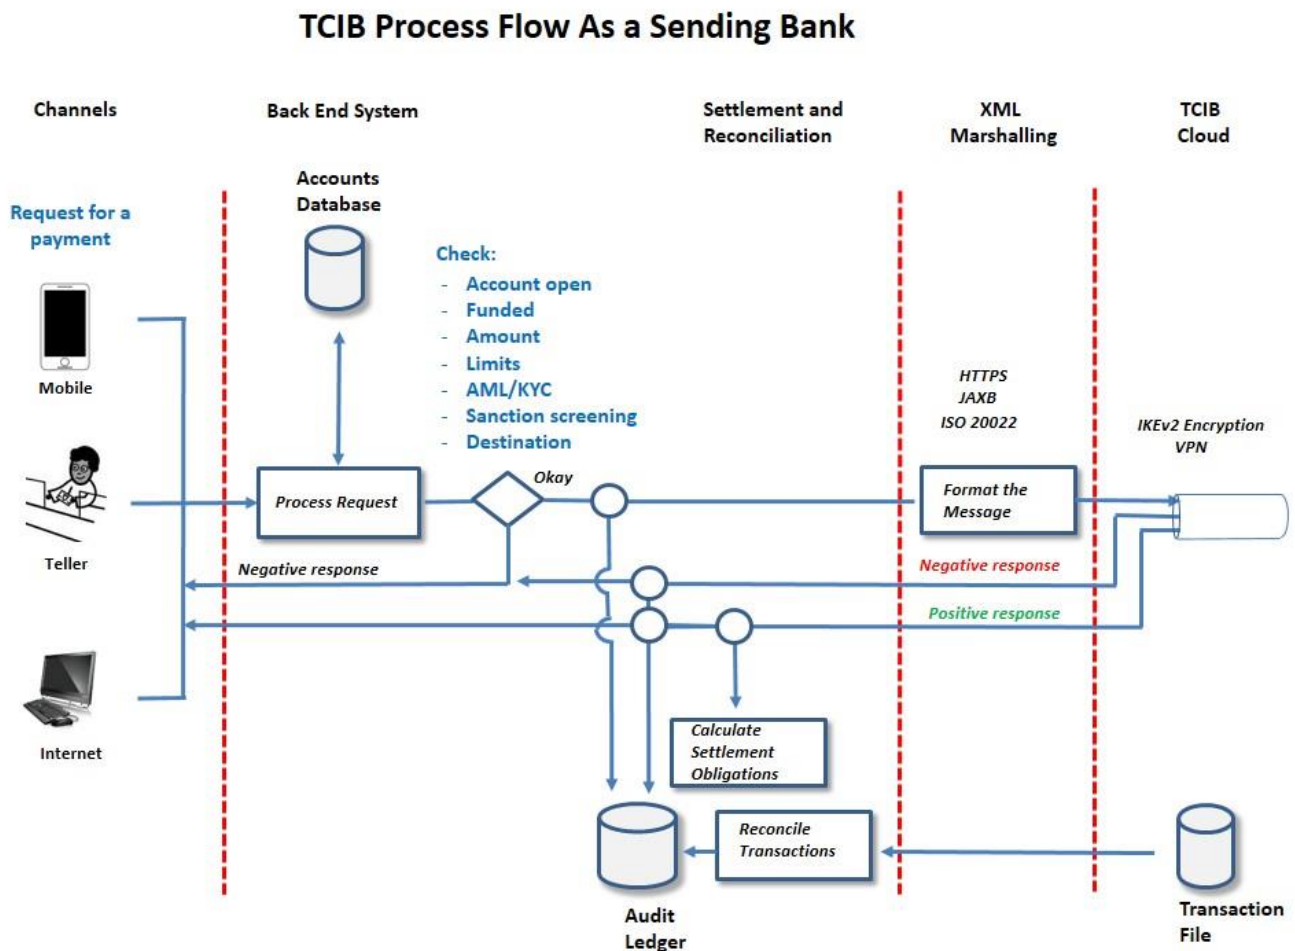 TCIB Process Flow As a Sending Bank
Channels
Back End System
Settlement and
Reconciliation
XML
Marshalling
TCIB
Cloud
Request for a
payment
Accounts
Database
Check:
- Account open
- Funded
- Amount
- Limits
- AML/KYC
- Sanction screening
- Destination
Mobile
HTTPS
JAXB
ISO 20022
IKEv2 Encryption
VPN
Process Request
Okay
Format the
Message
Teller
Negative response
Negative response
Positive response
Internet
Calculate
Settlement
Obligations
Reconcile
Transactions
Audit
Ledger
Transaction
File